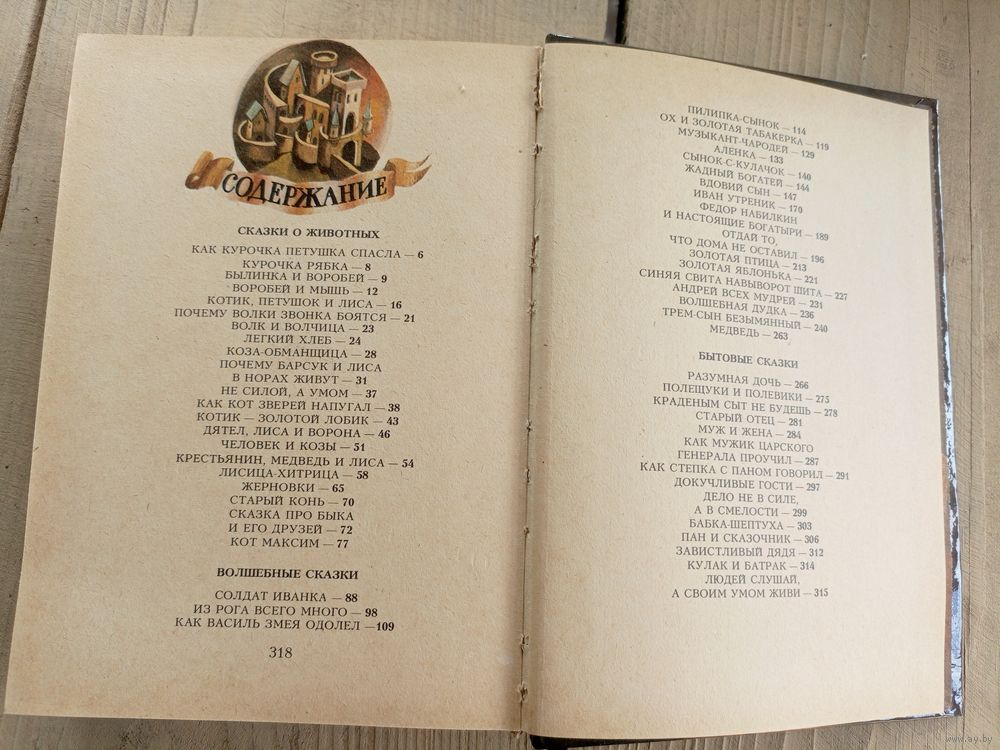 СОДЕРЖАНИЕ
СКАЗКИ О ЖИВОТНЫХ
КАК КУРОЧКА ПЕТУШКА СПАСЛА — 6
КУРОЧКА РЯБКА — 8
БЫЛИНКА И ВОРОБЕЙ — 9
ВОРОБЕЙ И МЫШЬ — 12
КОТИК, ПЕТУШОК И ЛИСА — 16
ПОЧЕМУ ВОЛКИ ЗВОНКА БОЯТСЯ — 21
ВОЛК И ВОЛЧИЦА — 23
ЛЕГКИЙ ХЛЕБ — 24
КОЗА-ОБМАНЩИЦА — 28
ПОЧЕМУ БАРСУК И ЛИСА
В НОРАХ ЖИВУТ — 31
НЕ СИЛОЙ, А УМОМ — 37
КАК КОТ ЗВЕРЕЙ НАПУГАЛ — 38
КОТИК — ЗОЛОТОЙ ЛОБИК — 43
ДЯТЕЛ, ЛИСА И ВОРОНА — 46
ЧЕЛОВЕК И КОЗЫ — 51
КРЕСТЬЯНИН, МЕДВЕДЬ И ЛИСА — 54
ЛИСИЦА-ХИТРИЦА — 58
ЖЕРНОВКИ — 65
СТАРЫЙ КОНЬ — 70
СКАЗКА ПРО БЫКА
И ЕГО ДРУЗЕЙ — 72
КОТ МАКСИМ — 77
ВОЛШЕБНЫЕ СКАЗКИ
СОЛДАТ ИВАНКА — 88
ИЗ РОГА ВСЕГО МНОГО — 98
КАК ВАСИЛЬ ЗМЕЯ ОДОЛЕЛ —109
318
ПИЛИПКА-СЫНОК — 114
ОХ И ЗОЛОТАЯ ТАБАКЕРКА — 119
МУЗЫКАНТ-ЧАРОДЕЙ — 129
АЛЕНКА — 133
СЫНОК-С-КУЛАЧОК — 140
ЖАДНЫЙ БОГАТЕЙ — 144
ВДОВИЙ СЫН — 147
ИВАН УТРЕНИК — 170
ФЕДОР НАБИЛКИН
И НАСТОЯЩИЕ БОГАТЫРИ — 189
ОТДАЙ ТО,
ЧТО ДОМА НЕ ОСТАВИЛ — 196
ЗОЛОТАЯ ПТИЦА — 213
ЗОЛОТАЯ ЯБЛОНЬКА — 221
СИНЯЯ СВИТА НАВЫВОРОТ ШИТА — 227
АНДРЕЙ ВСЕХ МУДРЕЙ — 231
ВОЛШЕБНАЯ ДУДКА — 236
ТРЕМ-СЫН БЕЗЫМЯННЫЙ — 240
МЕДВЕДЬ — 263
БЫТОВЫЕ СКАЗКИ
РАЗУМНАЯ ДОЧЬ — 266
ПОЛЕЩУКИ И ПОЛЕВИКИ — 275
КРАДЕНЫМ СЫТ НЕ БУДЕШЬ — 278
СТАРЫЙ ОТЕЦ — 281
МУЖ И ЖЕНА — 284
КАК МУЖИК ЦАРСКОГО
ГЕНЕРАЛА ПРОУЧИЛ — 287
КАК СТЕПКА С ПАНОМ ГОВОРИЛ — 291
ДОКУЧЛИВЫЕ ГОСТИ — 297
ДЕЛО НЕ В СИЛЕ,
А В СМЕЛОСТИ — 299
БАБКА-ШЕПТУХА — 303
ПАН И СКАЗОЧНИК — 306
ЗАВИСТЛИВЫЙ ДЯДЯ — 312
КУЛАК И БАТРАК — 314
ЛЮДЕЙ СЛУШАЙ,
А СВОИМ УМОМ ЖИВИ — 315
www.ay.by